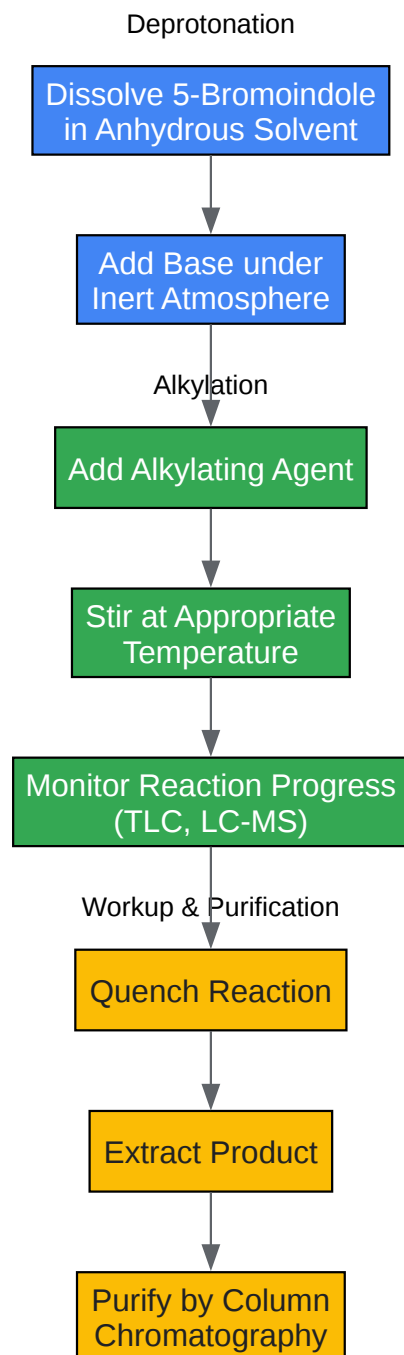 Deprotonation
Dissolve 5-Bromoindole
in Anhydrous Solvent
Add Base under
Inert Atmosphere
Alkylation
Add Alkylating Agent
Stir at Appropriate
Temperature
Monitor Reaction Progress
(TLC, LC-MS)
Workup & Purification
Quench Reaction
Extract Product
Purify by Column
Chromatography